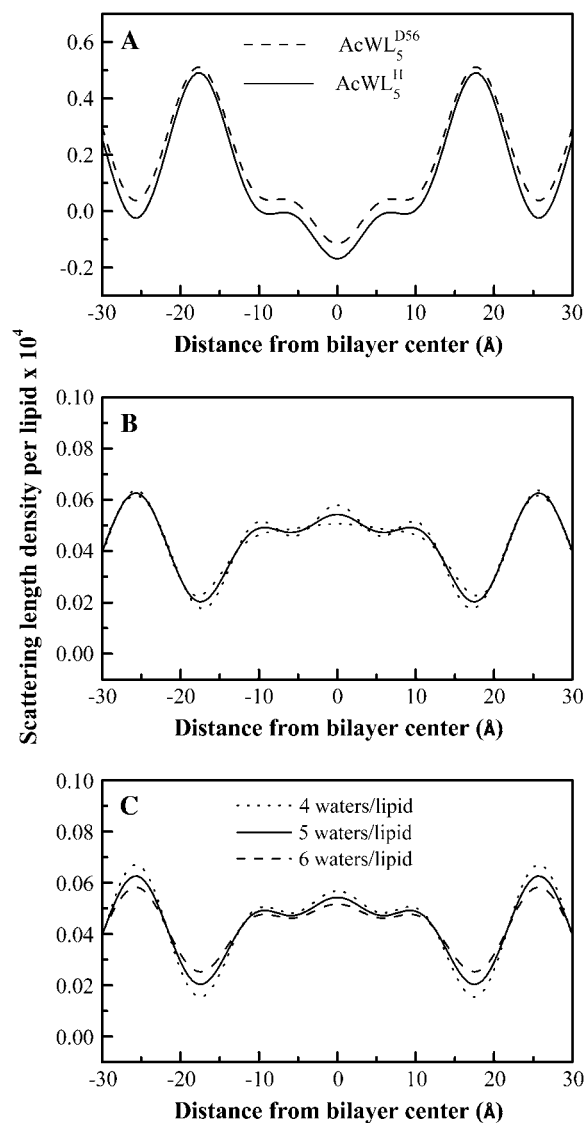 A
AcWL5D56
AcWL5H
0.6
0.4
0.2
0.0
-0.2
-30 -20 -10 0 10 20 30
Distance from bilayer center (Å)
Scattering length density per lipid x 10⁴
B
0.10
0.08
0.06
0.04
0.02
0.00
-30 -20 -10 0 10 20 30
Distance from bilayer center (Å)
C
4 waters/lipid
5 waters/lipid
6 waters/lipid
0.10
0.08
0.06
0.04
0.02
0.00
-30 -20 -10 0 10 20 30
Distance from bilayer center (Å)